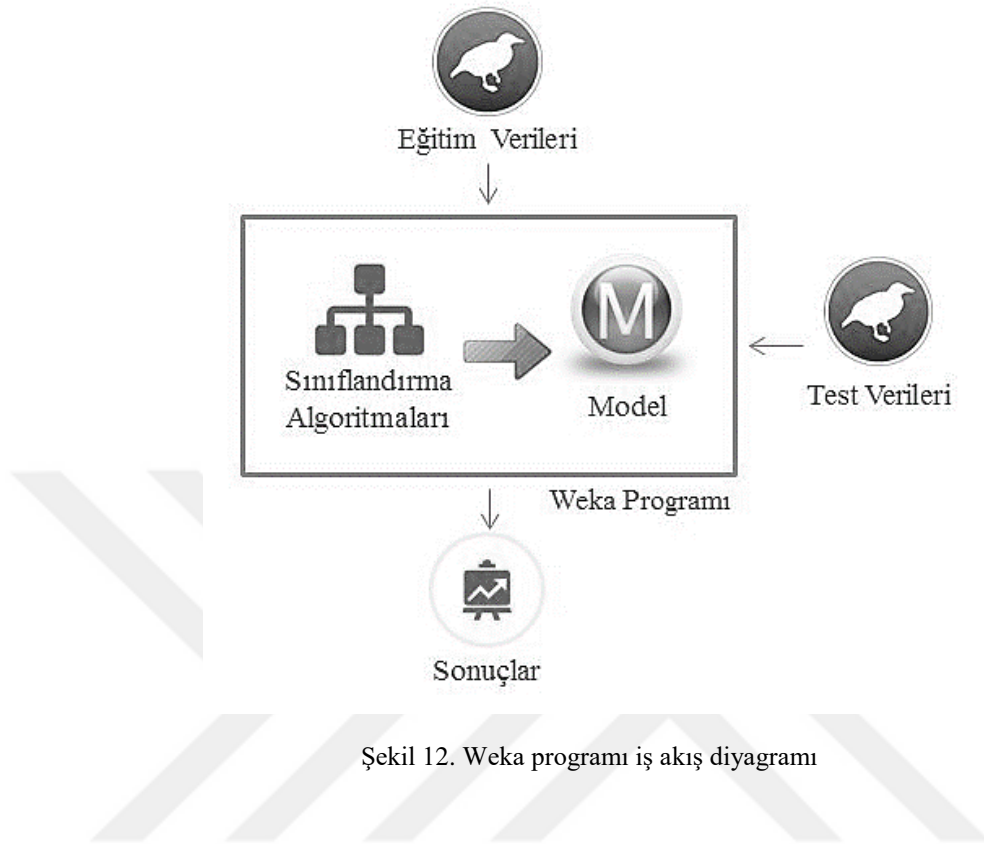 Eğitim Verileri
Sınıflandırma
Algoritmaları
M
Model
Test Verileri
Weka Programı
Sonuçlar
Şekil 12. Weka programı iş akış diyagramı